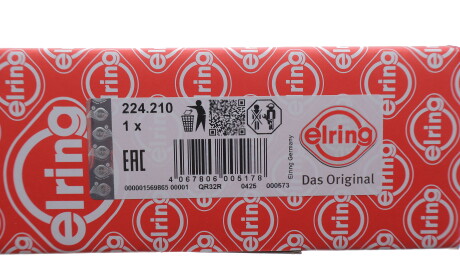 elring
224.210
1 x
EAC
4 067806 005178
000001569865 00001 QR32R 0425 000573
Elring Germany
elring
Das Original